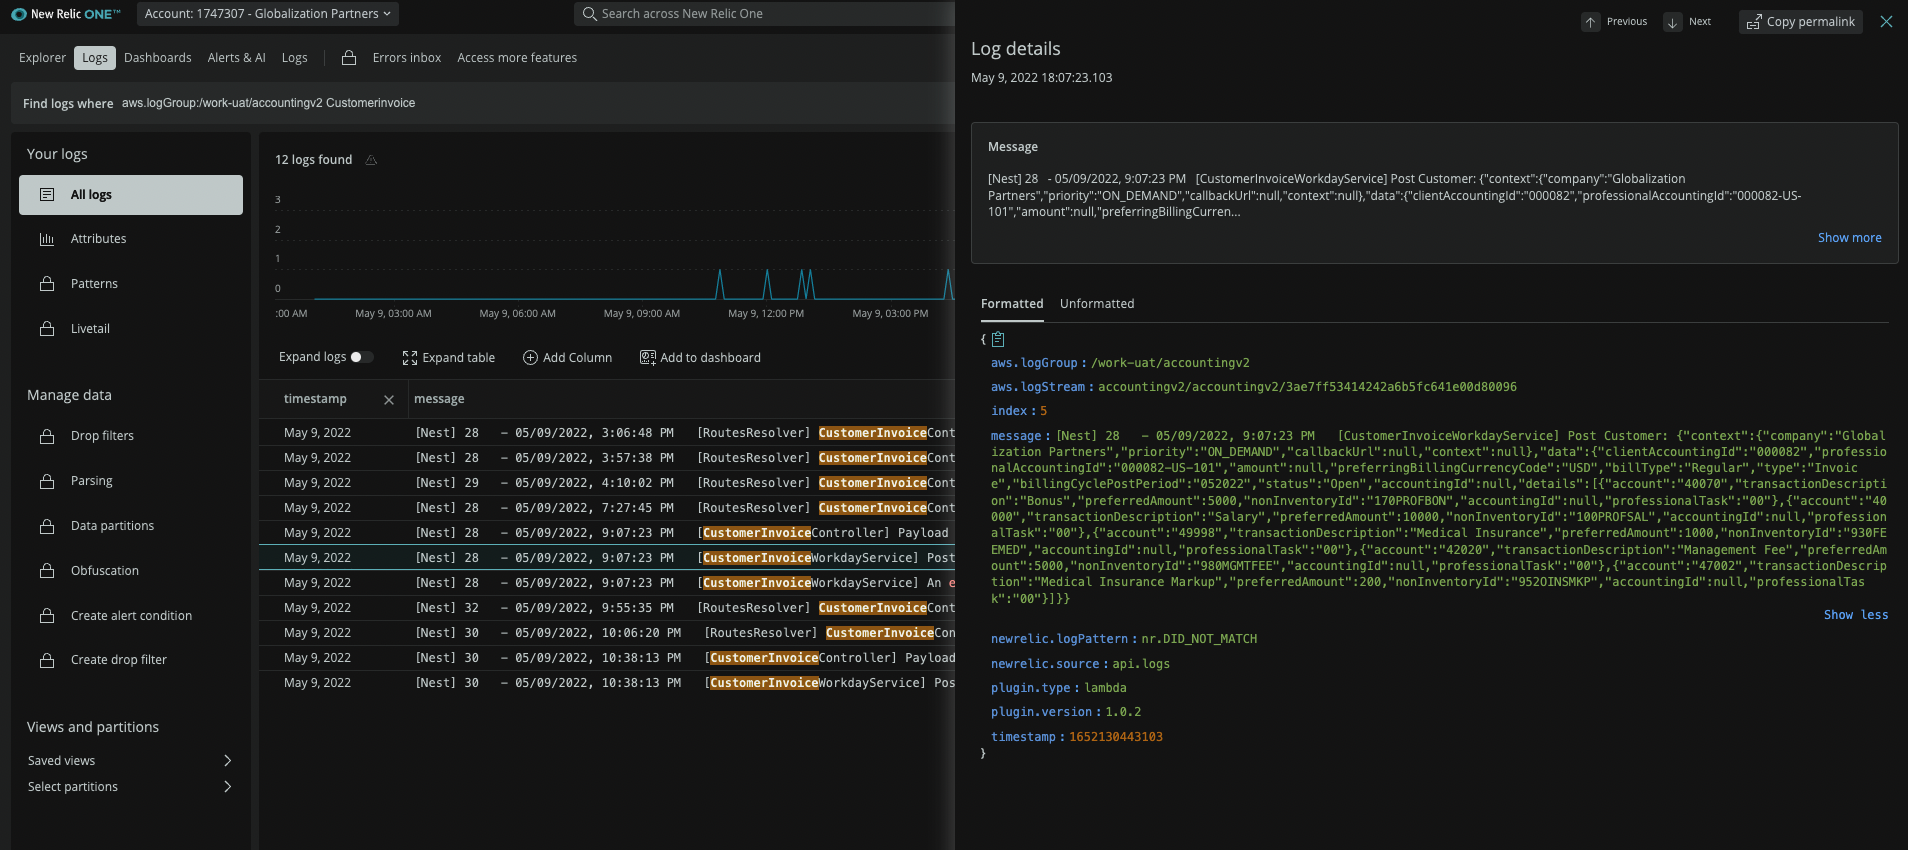 New Relic ONE™
Account: 1747307 - Globalization Partners
Search across New Relic One
Explorer Logs Dashboards Alerts & AI Logs Errors inbox Access more features
Find logs where aws.logGroup:/work-uat/accountingv2 Customerinvoice
Your logs
All logs
Attributes
Patterns
Livetail
Manage data
Drop filters
Parsing
Data partitions
Obfuscation
Create alert condition
Create drop filter
Views and partitions
Saved views
Select partitions
12 logs found
3
2
1
0
:00 AM May 9, 03:00 AM May 9, 06:00 AM May 9, 09:00 AM May 9, 12:00 PM May 9, 03:00 PM
Expand logs Expand table Add Column Add to dashboard
timestamp message
May 9, 2022 [Nest] 28 - 05/09/2022, 3:06:48 PM [RoutesResolver] CustomerInvoiceCont
May 9, 2022 [Nest] 28 - 05/09/2022, 3:57:38 PM [RoutesResolver] CustomerInvoiceCont
May 9, 2022 [Nest] 29 - 05/09/2022, 4:10:02 PM [RoutesResolver] CustomerInvoiceCont
May 9, 2022 [Nest] 28 - 05/09/2022, 7:27:45 PM [RoutesResolver] CustomerInvoiceCont
May 9, 2022 [Nest] 28 - 05/09/2022, 9:07:23 PM [CustomerInvoiceController] Payload
May 9, 2022 [Nest] 28 - 05/09/2022, 9:07:23 PM [CustomerInvoiceWorkdayService] Post
May 9, 2022 [Nest] 28 - 05/09/2022, 9:07:23 PM [CustomerInvoiceWorkdayService] An e
May 9, 2022 [Nest] 32 - 05/09/2022, 9:55:35 PM [RoutesResolver] CustomerInvoiceCont
May 9, 2022 [Nest] 30 - 05/09/2022, 10:06:20 PM [RoutesResolver] CustomerInvoiceCon
May 9, 2022 [Nest] 30 - 05/09/2022, 10:38:13 PM [CustomerInvoiceController] Payload
May 9, 2022 [Nest] 30 - 05/09/2022, 10:38:13 PM [CustomerInvoiceWorkdayService] Pos
Previous Next Copy permalink
Log details
May 9, 2022 18:07:23.103
Message
[Nest] 28 - 05/09/2022, 9:07:23 PM [CustomerInvoiceWorkdayService] Post Customer: {"context":{"company":"Globalization
Partners","priority":"ON_DEMAND","callbackUrl":null,"context":null},"data":{"clientAccountingId":"000082","professionalAccountingId":"000082-US-
101","amount":null,"preferringBillingCurren...
Show more
Formatted Unformatted
{
aws.logGroup : /work-uat/accountingv2
aws.logStream : accountingv2/accountingv2/3ae7ff53414242a6b5fc641e00d80096
index : 5
message : [Nest] 28 - 05/09/2022, 9:07:23 PM [CustomerInvoiceWorkdayService] Post Customer: {"context":{"company":"Global
ization Partners","priority":"ON_DEMAND","callbackUrl":null,"context":null},"data":{"clientAccountingId":"000082","profess
ionalAccountingId":"000082-US-101","amount":null,"preferringBillingCurrencyCode":"USD","billType":"Regular","type":"Invoic
e","billingCyclePostPeriod":"052022","status":"Open","accountingId":null,"details":[{"account":"40070","transactionDescripti
on":"Bonus","preferredAmount":5000,"nonInventoryId":"170PROFBON","accountingId":null,"professionalTask":"00"},{"account":"40
000","transactionDescription":"Salary","preferredAmount":10000,"nonInventoryId":"100PROFSAL","accountingId":null,"profession
alTask":"00"},{"account":"49998","transactionDescription":"Medical Insurance","preferredAmount":1000,"nonInventoryId":"930FE
EMED","accountingId":null,"professionalTask":"00"},{"account":"42020","transactionDescription":"Management Fee","preferredAm
ount":5000,"nonInventoryId":"980MGMTFEE","accountingId":null,"professionalTask":"00"},{"account":"47002","transactionDescrip
tion":"Medical Insurance Markup","preferredAmount":200,"nonInventoryId":"952OINSMKP","accountingId":null,"professionalTas
k":"00"}]}}
Show less
newrelic.logPattern : nr.DID_NOT_MATCH
newrelic.source : api.logs
plugin.type : lambda
plugin.version : 1.0.2
timestamp : 1652130443103
}